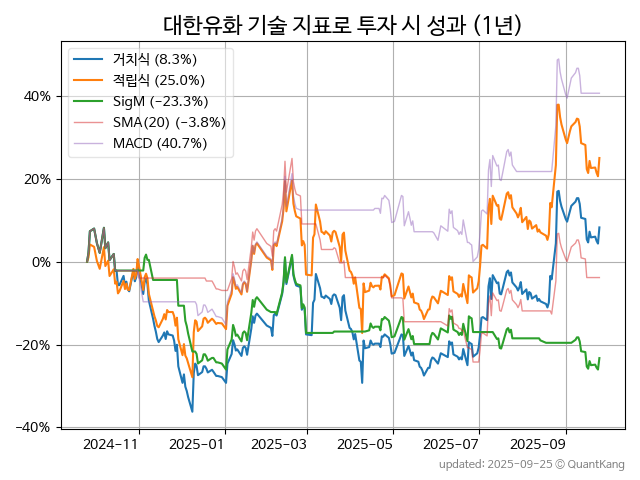 대한유화 기술 지표로 투자 시 성과 (1년)
거치식 (8.3%)
적립식 (25.0%)
SigM (−23.3%)
SMA(20) (−3.8%)
MACD (40.7%)
40%
20%
0%
−20%
−40%
2024-11 2025-01 2025-03 2025-05 2025-07 2025-09
updated: 2025-09-25 © QuantKang